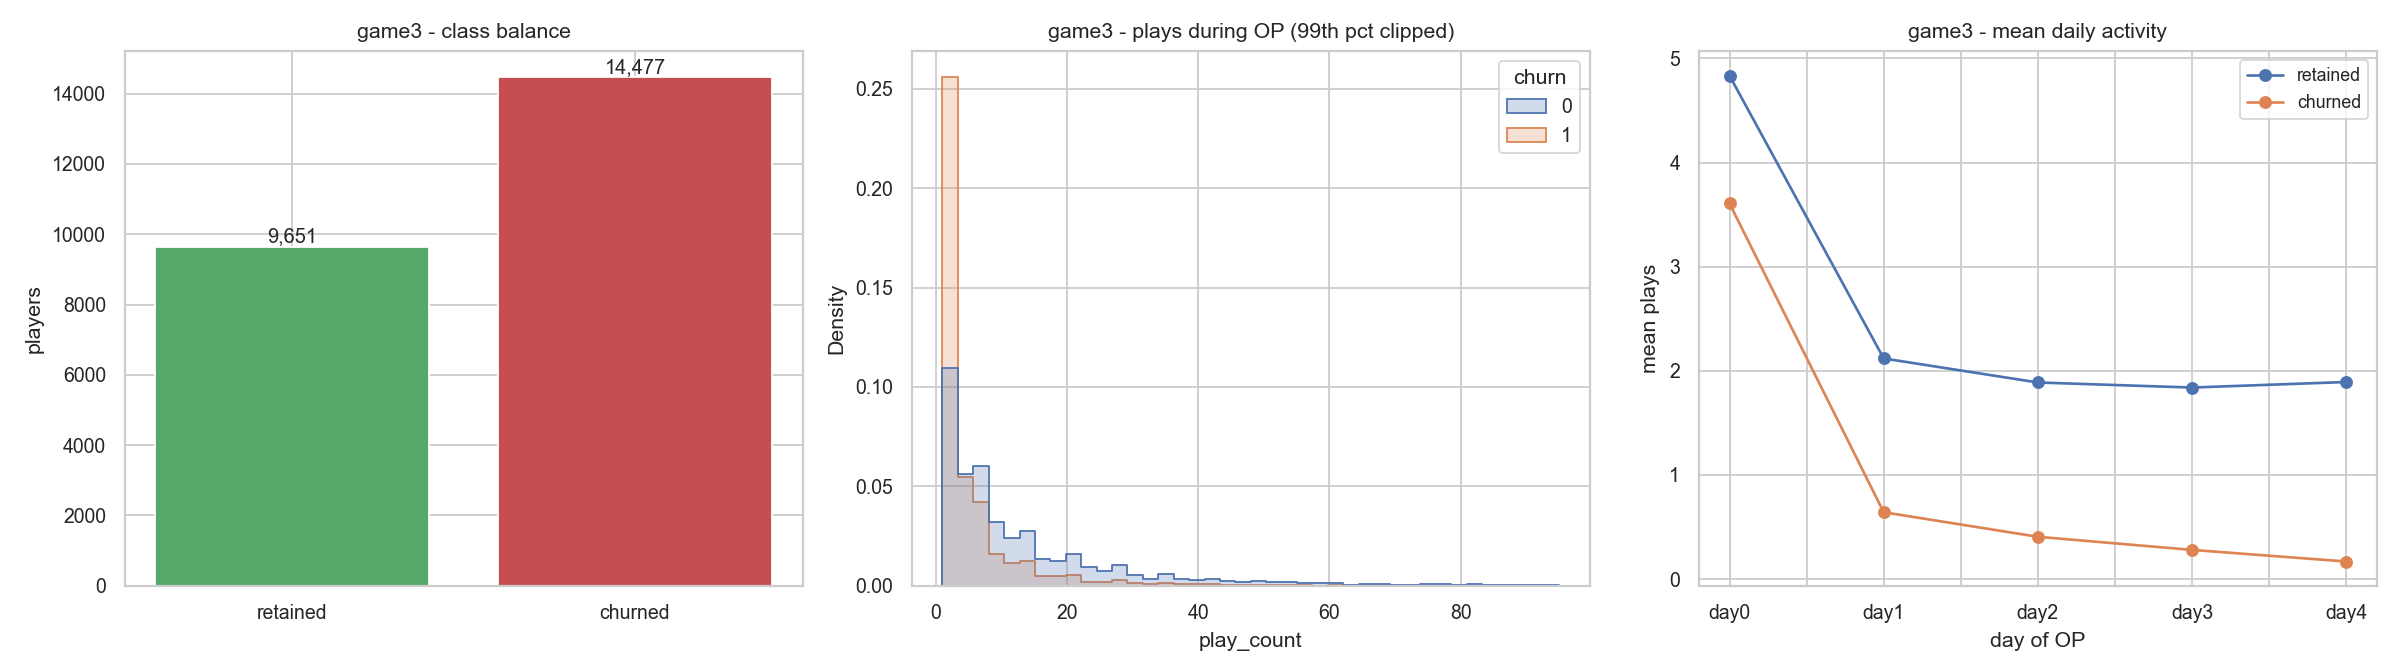 game3 - class balance
players
14000
12000
10000
8000
6000
4000
2000
0
14,477
9,651
retained
churned
game3 - plays during OP (99th pct clipped)
Density
0.25
0.20
0.15
0.10
0.05
0.00
churn
0
1
0
20
40
60
80
play_count
game3 - mean daily activity
mean plays
5
4
3
2
1
0
retained
churned
day0
day1
day2
day3
day4
day of OP